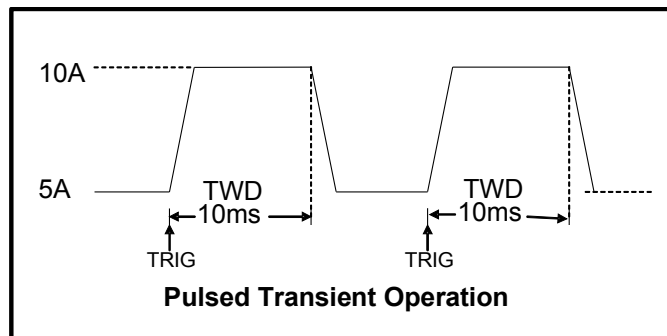 10A
5A
TWD
10ms
TWD
10ms
TRIG
TRIG
Pulsed Transient Operation